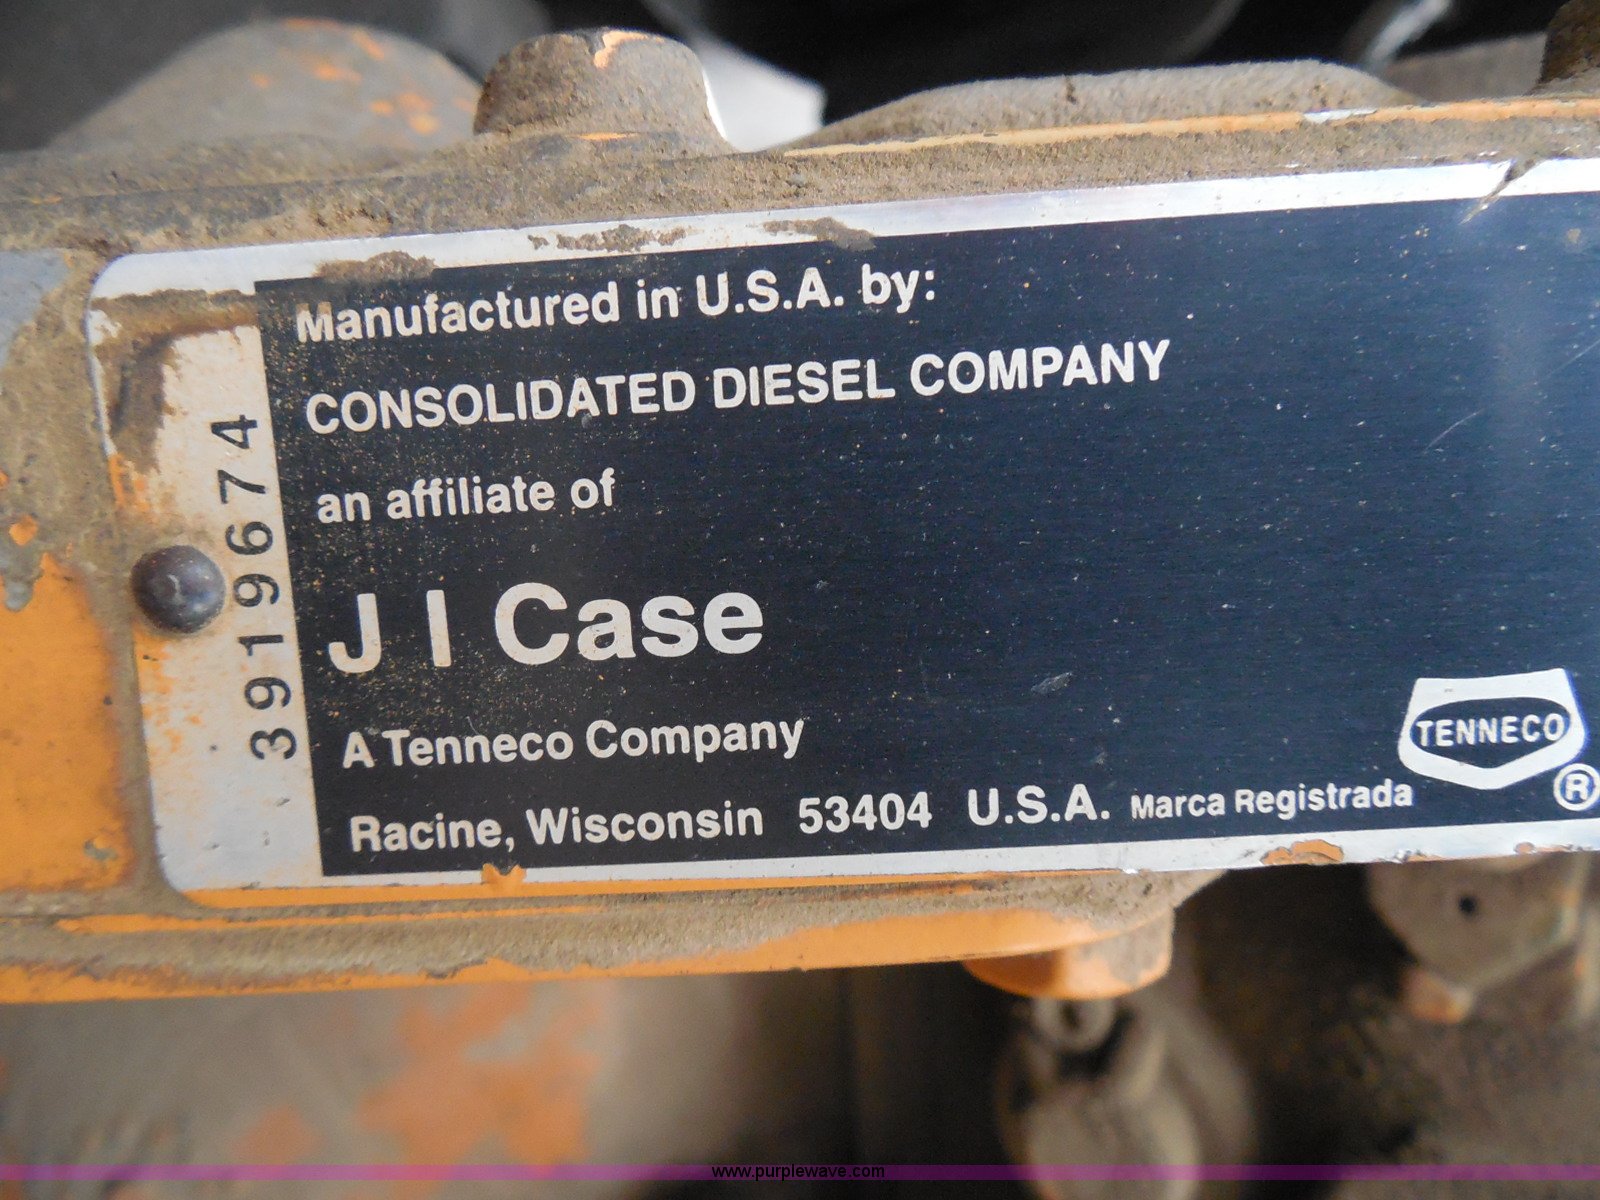 Manufactured in U.S.A. by:
CONSOLIDATED DIESEL COMPANY
an affiliate of
J I Case
A Tenneco Company
Racine, Wisconsin 53404 U.S.A. Marca Registrada
TENNECO
®
3919674
www.purplewave.com